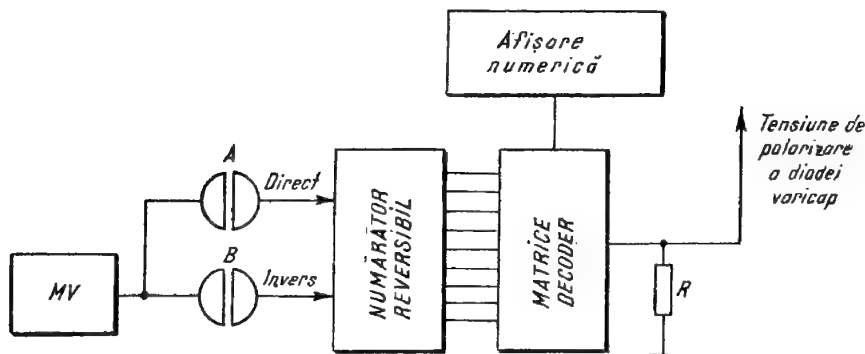 Afișare
numerică
A
Direct
B
Invers
MV
NUMĂRĂTOR
REVERSIBIL
MATRICE
DECODER
R
Tensiune de
polarizare
a diodei
varicap